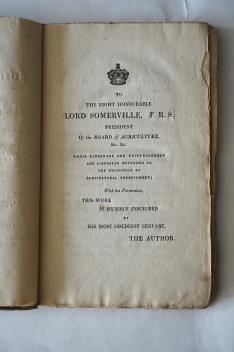 TO
THE RIGHT HONOURABLE
LORD SOMERVILLE, F. R. S.
PRESIDENT
Of the BOARD of AGRICULTURE,
&c. &c.
WHOSE PATRONAGE AND ENCOURAGEMENT
ARE LIBERALLY EXTENDED TO
THE PROMOTION OF
AGRICULTURAL IMPROVEMENT;
With his Permission,
THIS WORK
IS HUMBLY INSCRIBED
BY
HIS MOST OBEDIENT SERVANT,
THE AUTHOR.